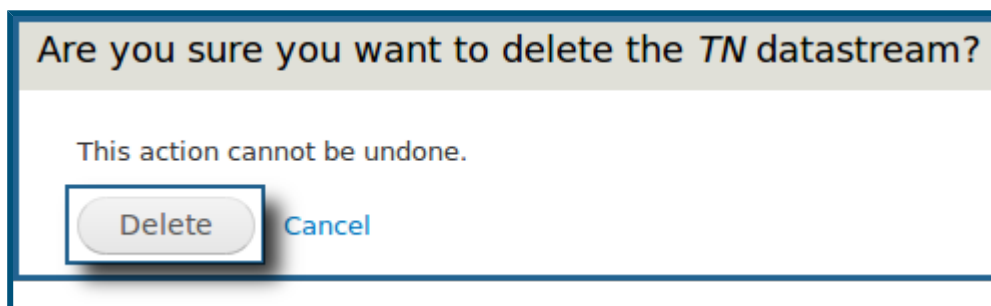 Are you sure you want to delete the TN datastream?
This action cannot be undone.
Delete Cancel